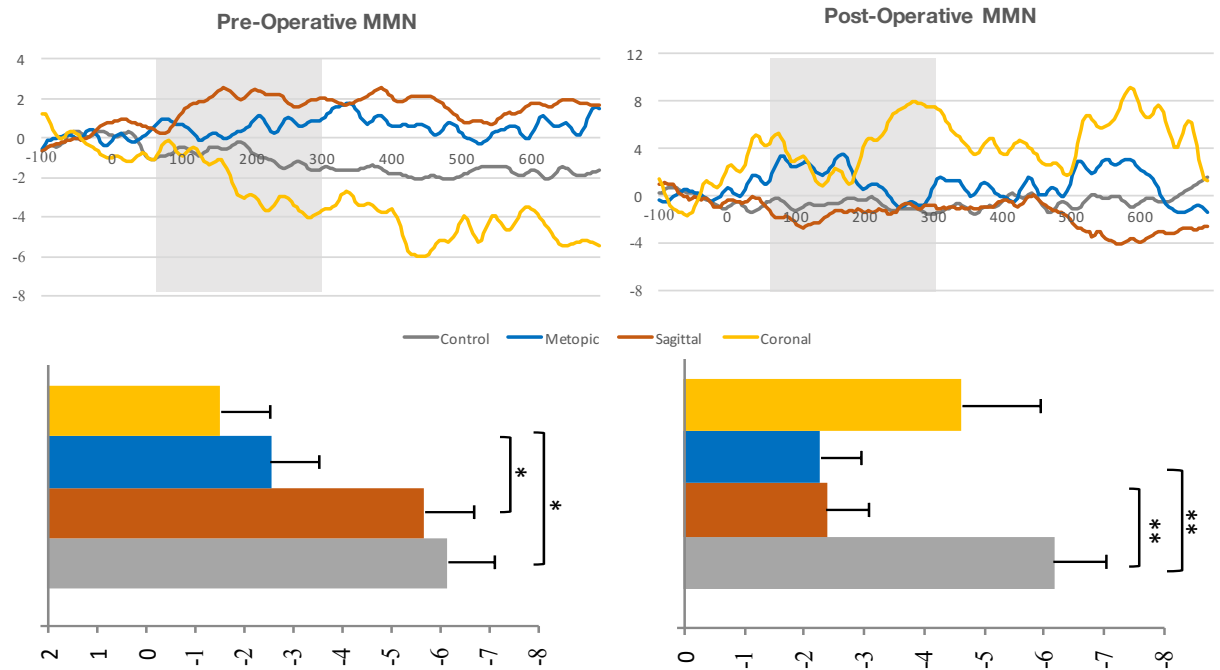 Pre-Operative MMN
4
2
0
-2
-4
-6
-8
-100 0 100 200 300 400 500 600
Post-Operative MMN
12
8
4
0
-4
-8
-100 0 100 200 300 400 500 600
Control Metopic Sagittal Coronal
*
*
2 1 0 -1 -2 -3 -4 -5 -6 -7 -8
**
**
0 -1 -2 -3 -4 -5 -6 -7 -8